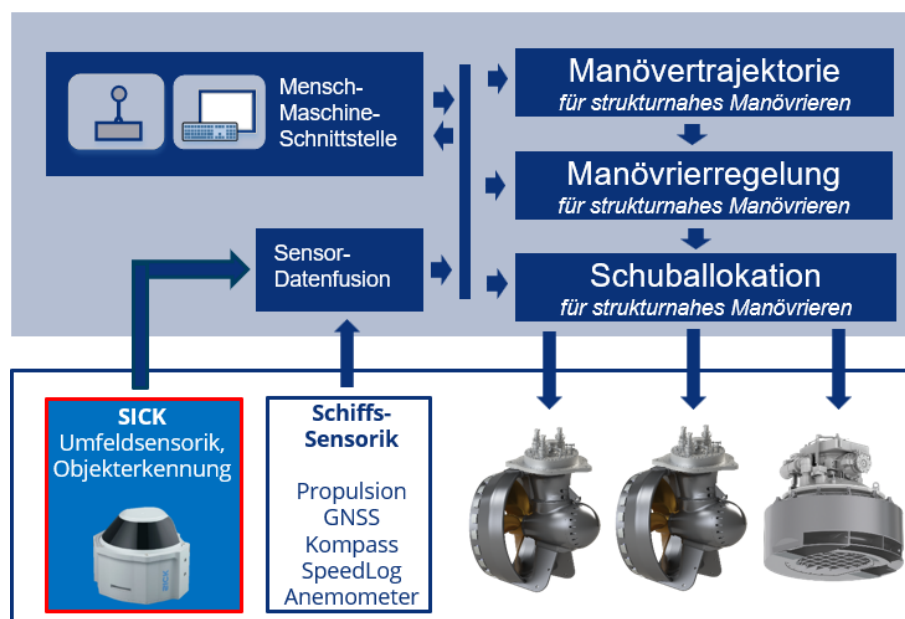 Mensch-
Maschine-
Schnittstelle
Manövertrajektorie
für strukturnahes Manövrieren
Manövrierregelung
für strukturnahes Manövrieren
Sensor-
Datenfusion
Schuballokation
für strukturnahes Manövrieren
SICK
Umfeldsensorik,
Objekterkennung
SICK
Schiffs-
Sensorik
Propulsion
GNSS
Kompass
SpeedLog
Anemometer